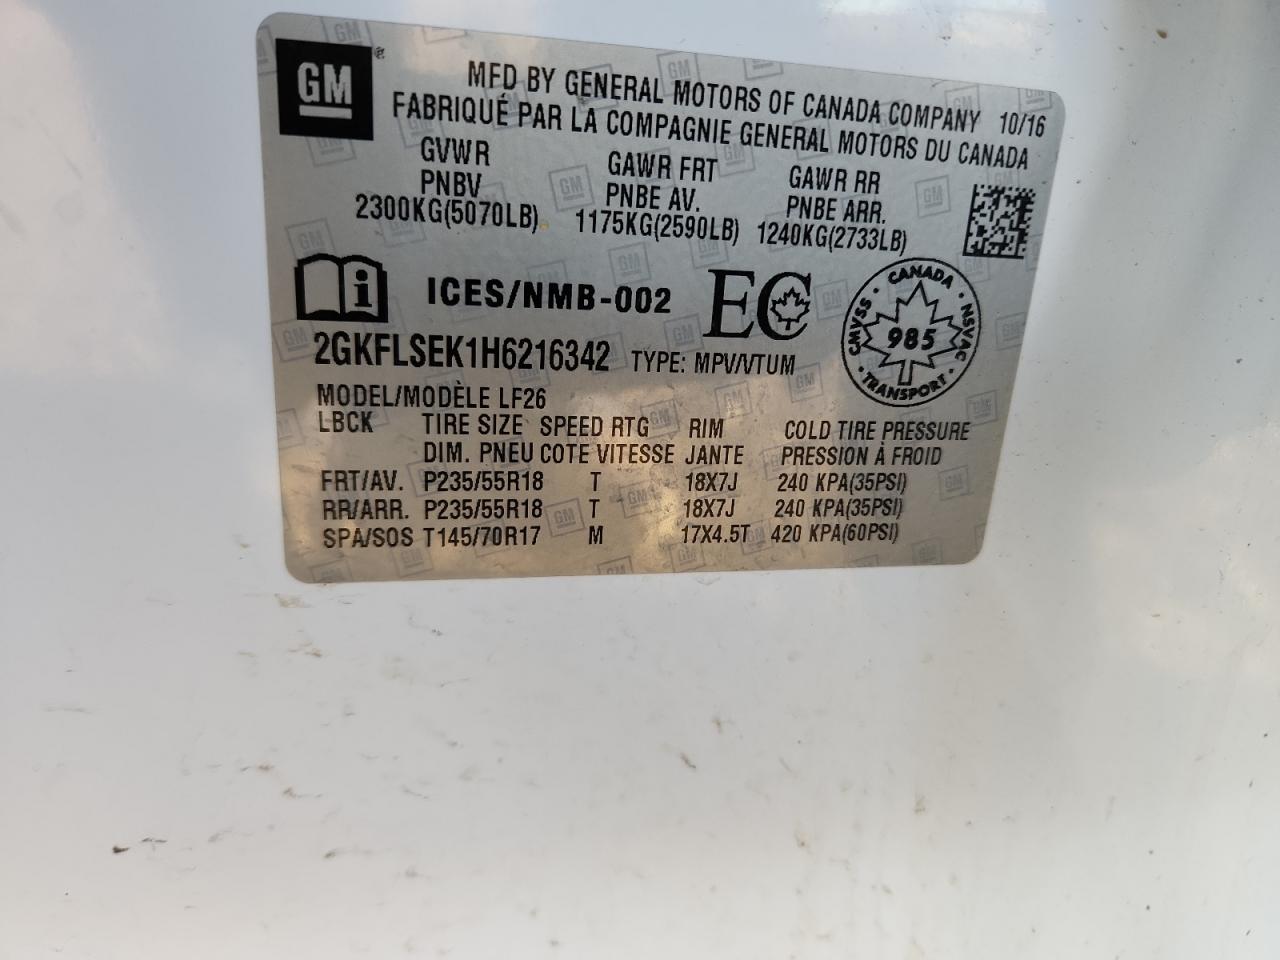 GM
MFD BY GENERAL MOTORS OF CANADA COMPANY 10/16
FABRIQUÉ PAR LA COMPAGNIE GENERAL MOTORS DU CANADA
GVWR GAWR FRT GAWR RR
PNBV PNBE AV. PNBE ARR.
2300KG(5070LB) 1175KG(2590LB) 1240KG(2733LB)
i ICES/NMB-002 EC
CANADA
CMVSS 985 NSVAC
TRANSPORT
2GKFLSEK1H6216342 TYPE: MPV/VTUM
MODEL/MODÈLE LF26
LBCK TIRE SIZE SPEED RTG RIM COLD TIRE PRESSURE
DIM. PNEU COTE VITESSE JANTE PRESSION À FROID
FRT/AV. P235/55R18 T 18X7J 240 KPA(35PSI)
RR/ARR. P235/55R18 T 18X7J 240 KPA(35PSI)
SPA/SOS T145/70R17 M 17X4.5T 420 KPA(60PSI)